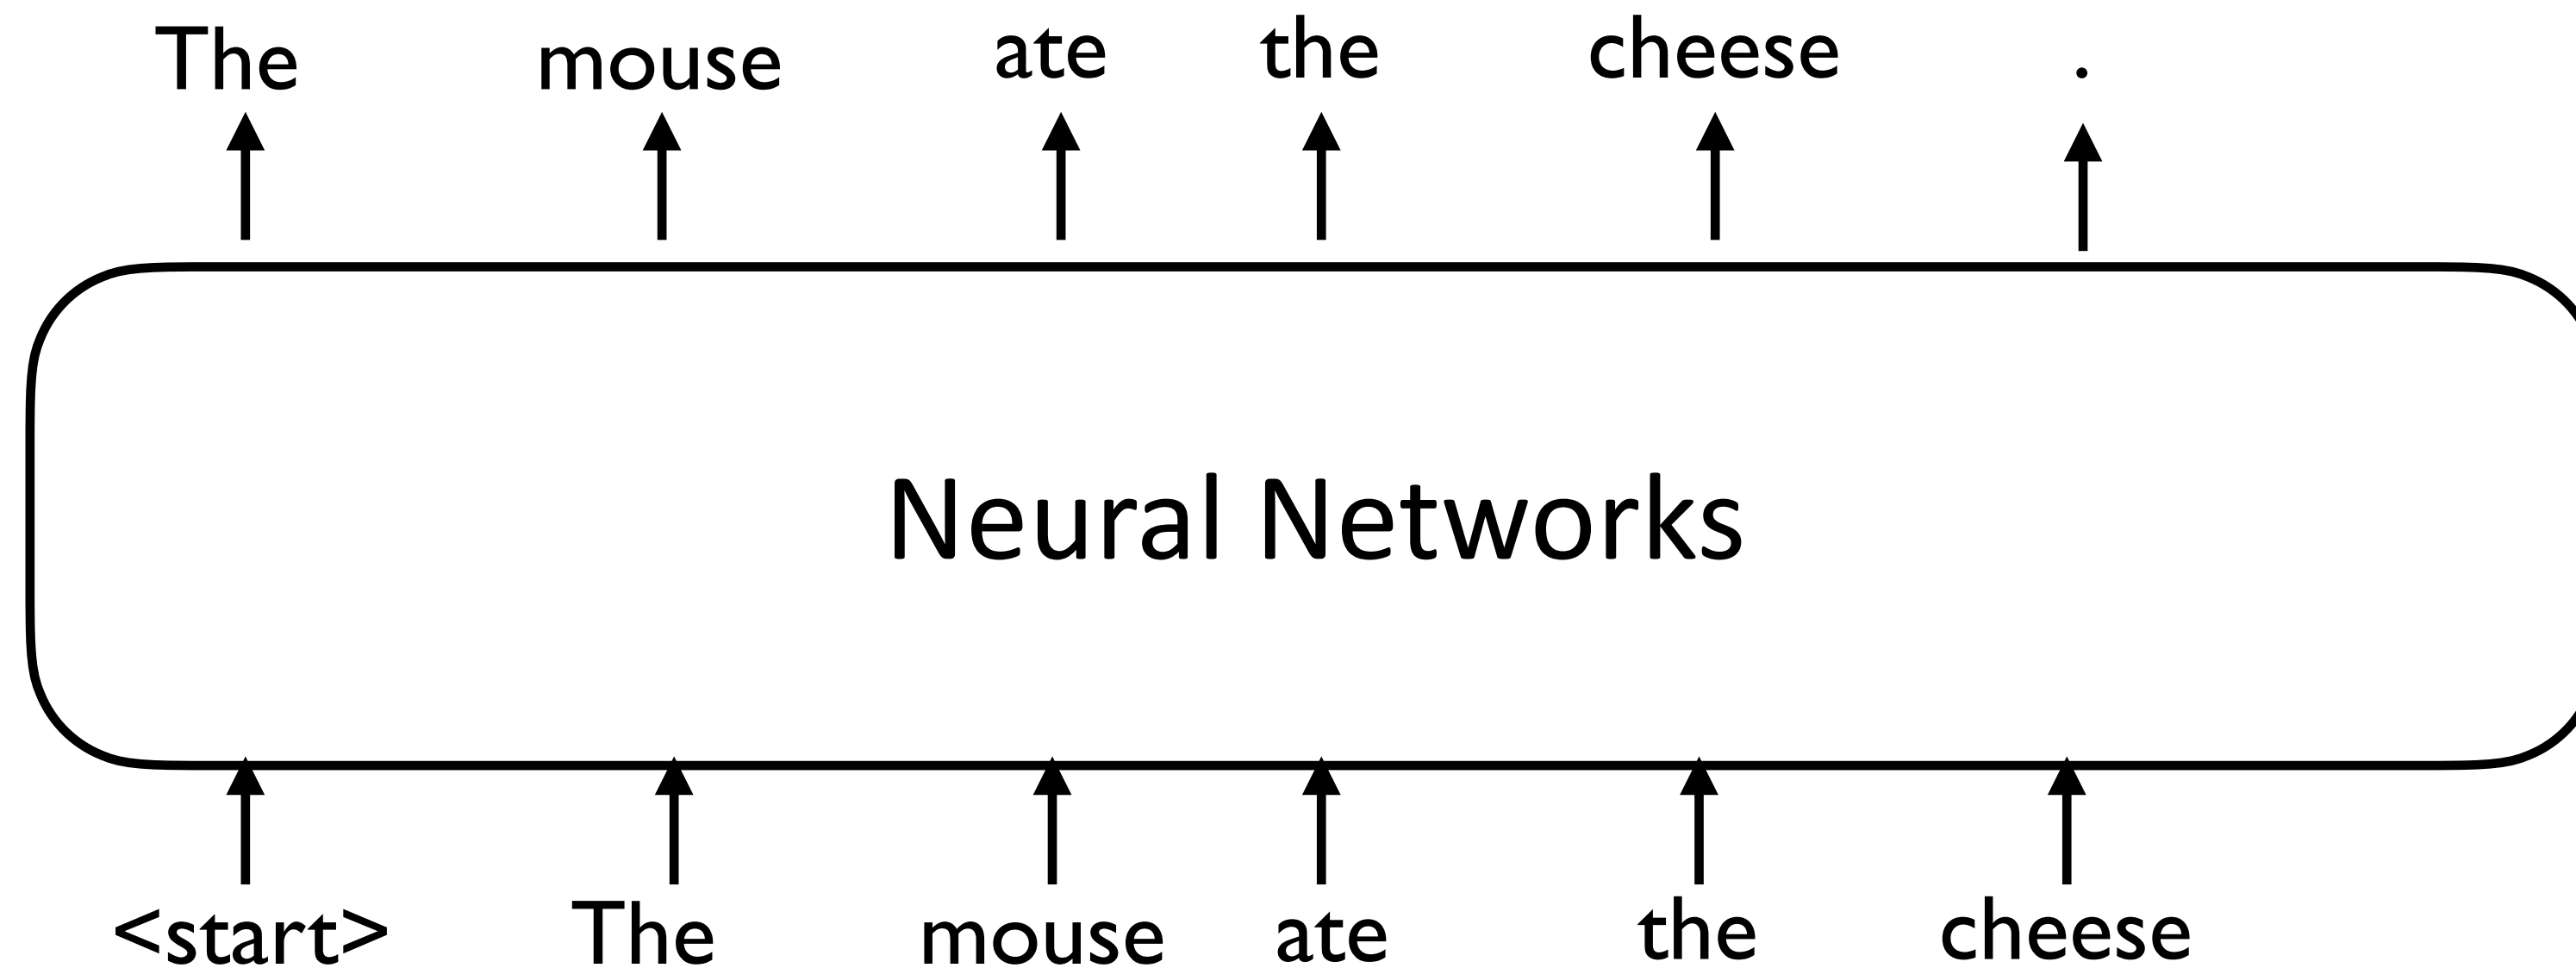 The mouse ate the cheese .
Neural Networks
<start> The mouse ate the cheese